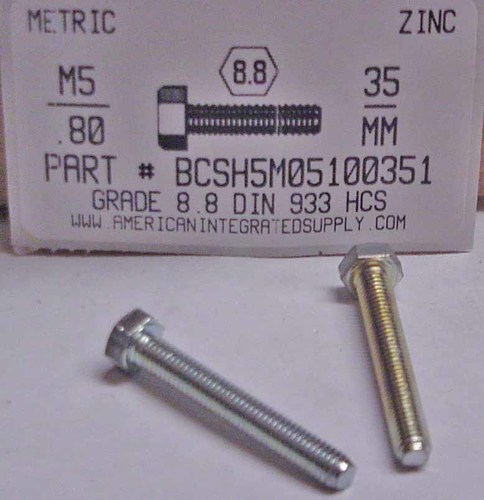 METRIC ZINC
M5 8.8 35
.80 MM
PART # BCSH5M05100351
GRADE 8.8 DIN 933 HCS
WWW.AMERICANINTEGRATEDSUPPLY.COM